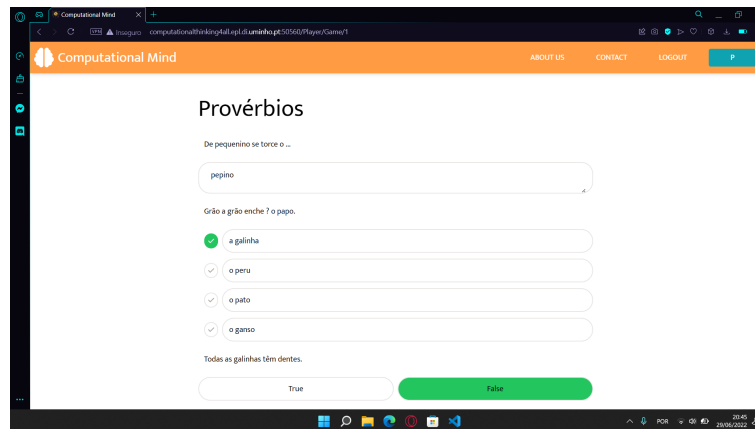 Computational Mind
VPN
Inseguro
computationalthinking4all.epl.di.uminho.pt:50560/Player/Game/1
Computational Mind
ABOUT US
CONTACT
LOGOUT
P
Provérbios
De pequenino se torce o ...
pepino
Grão a grão enche ? o papo.
a galinha
o peru
o pato
o ganso
Todas as galinhas têm dentes.
True
False
POR
20:45
29/06/2022